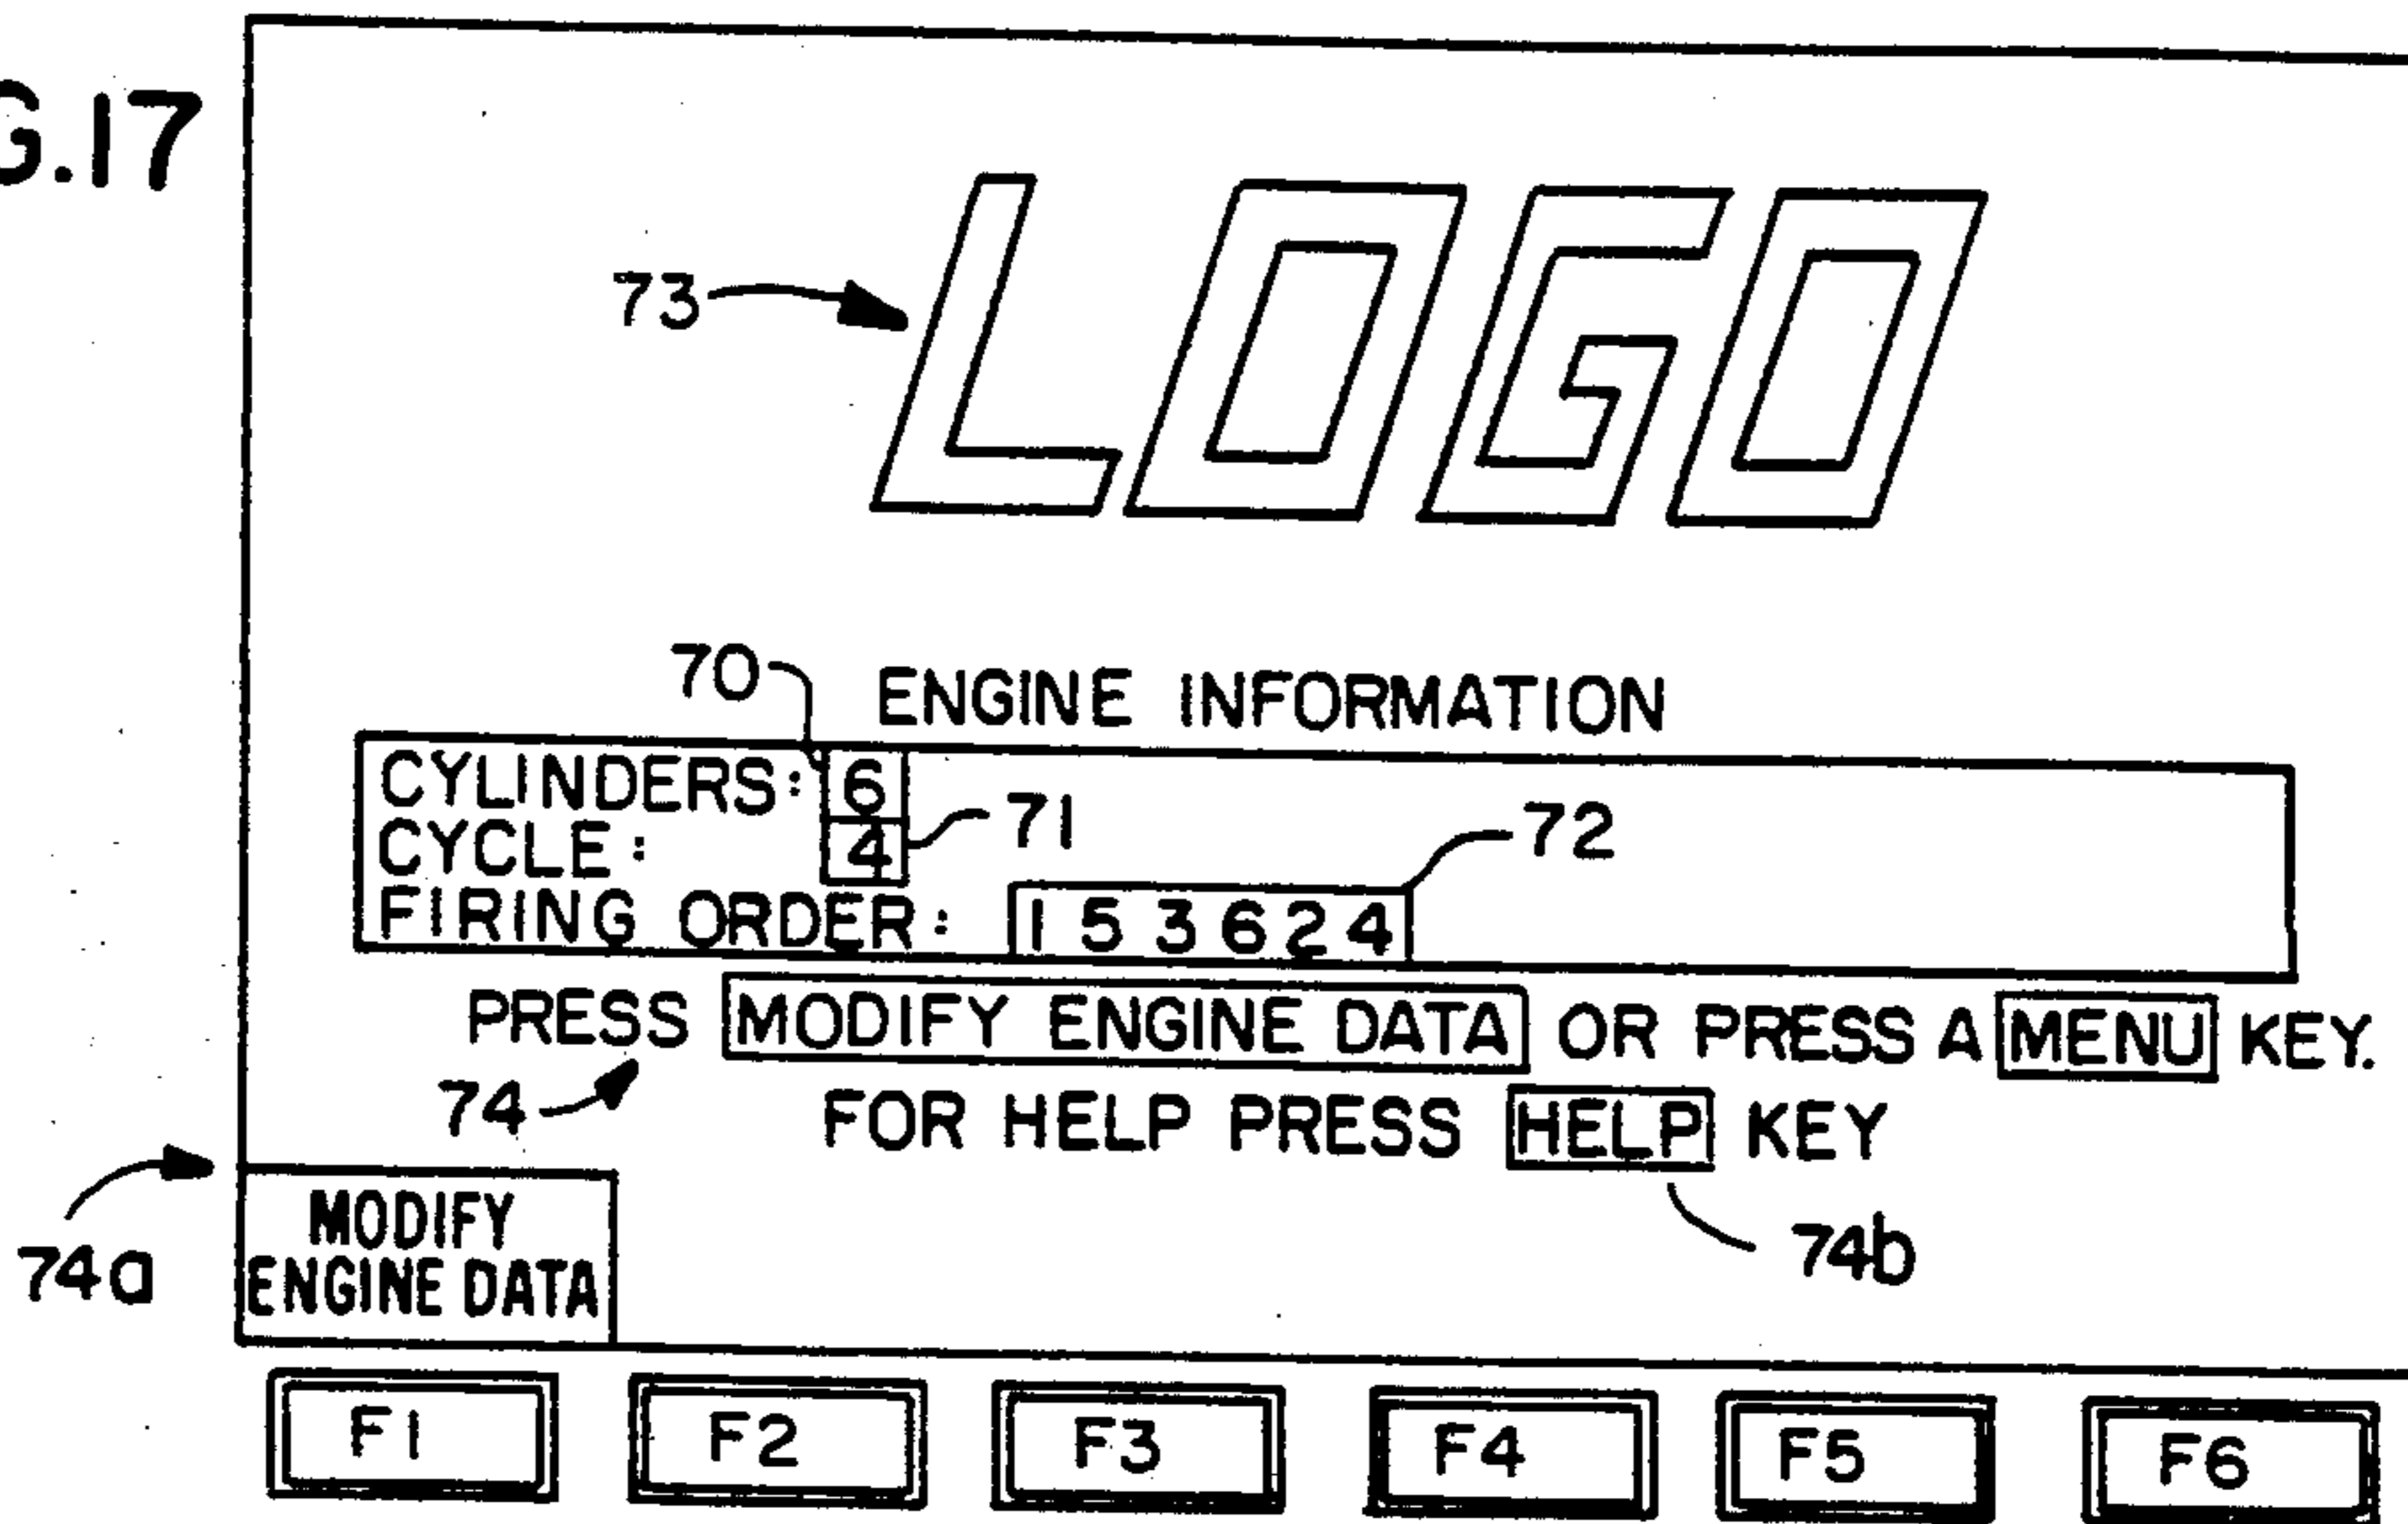 G.17
LOGO
73
70
ENGINE INFORMATION
CYLINDERS: 6
CYCLE: 4
71
72
FIRING ORDER: 1 5 3 6 2 4
PRESS MODIFY ENGINE DATA OR PRESS A MENU KEY.
74
FOR HELP PRESS HELP KEY
74a
MODIFY
ENGINE DATA
74b
F1 F2 F3 F4 F5 F6